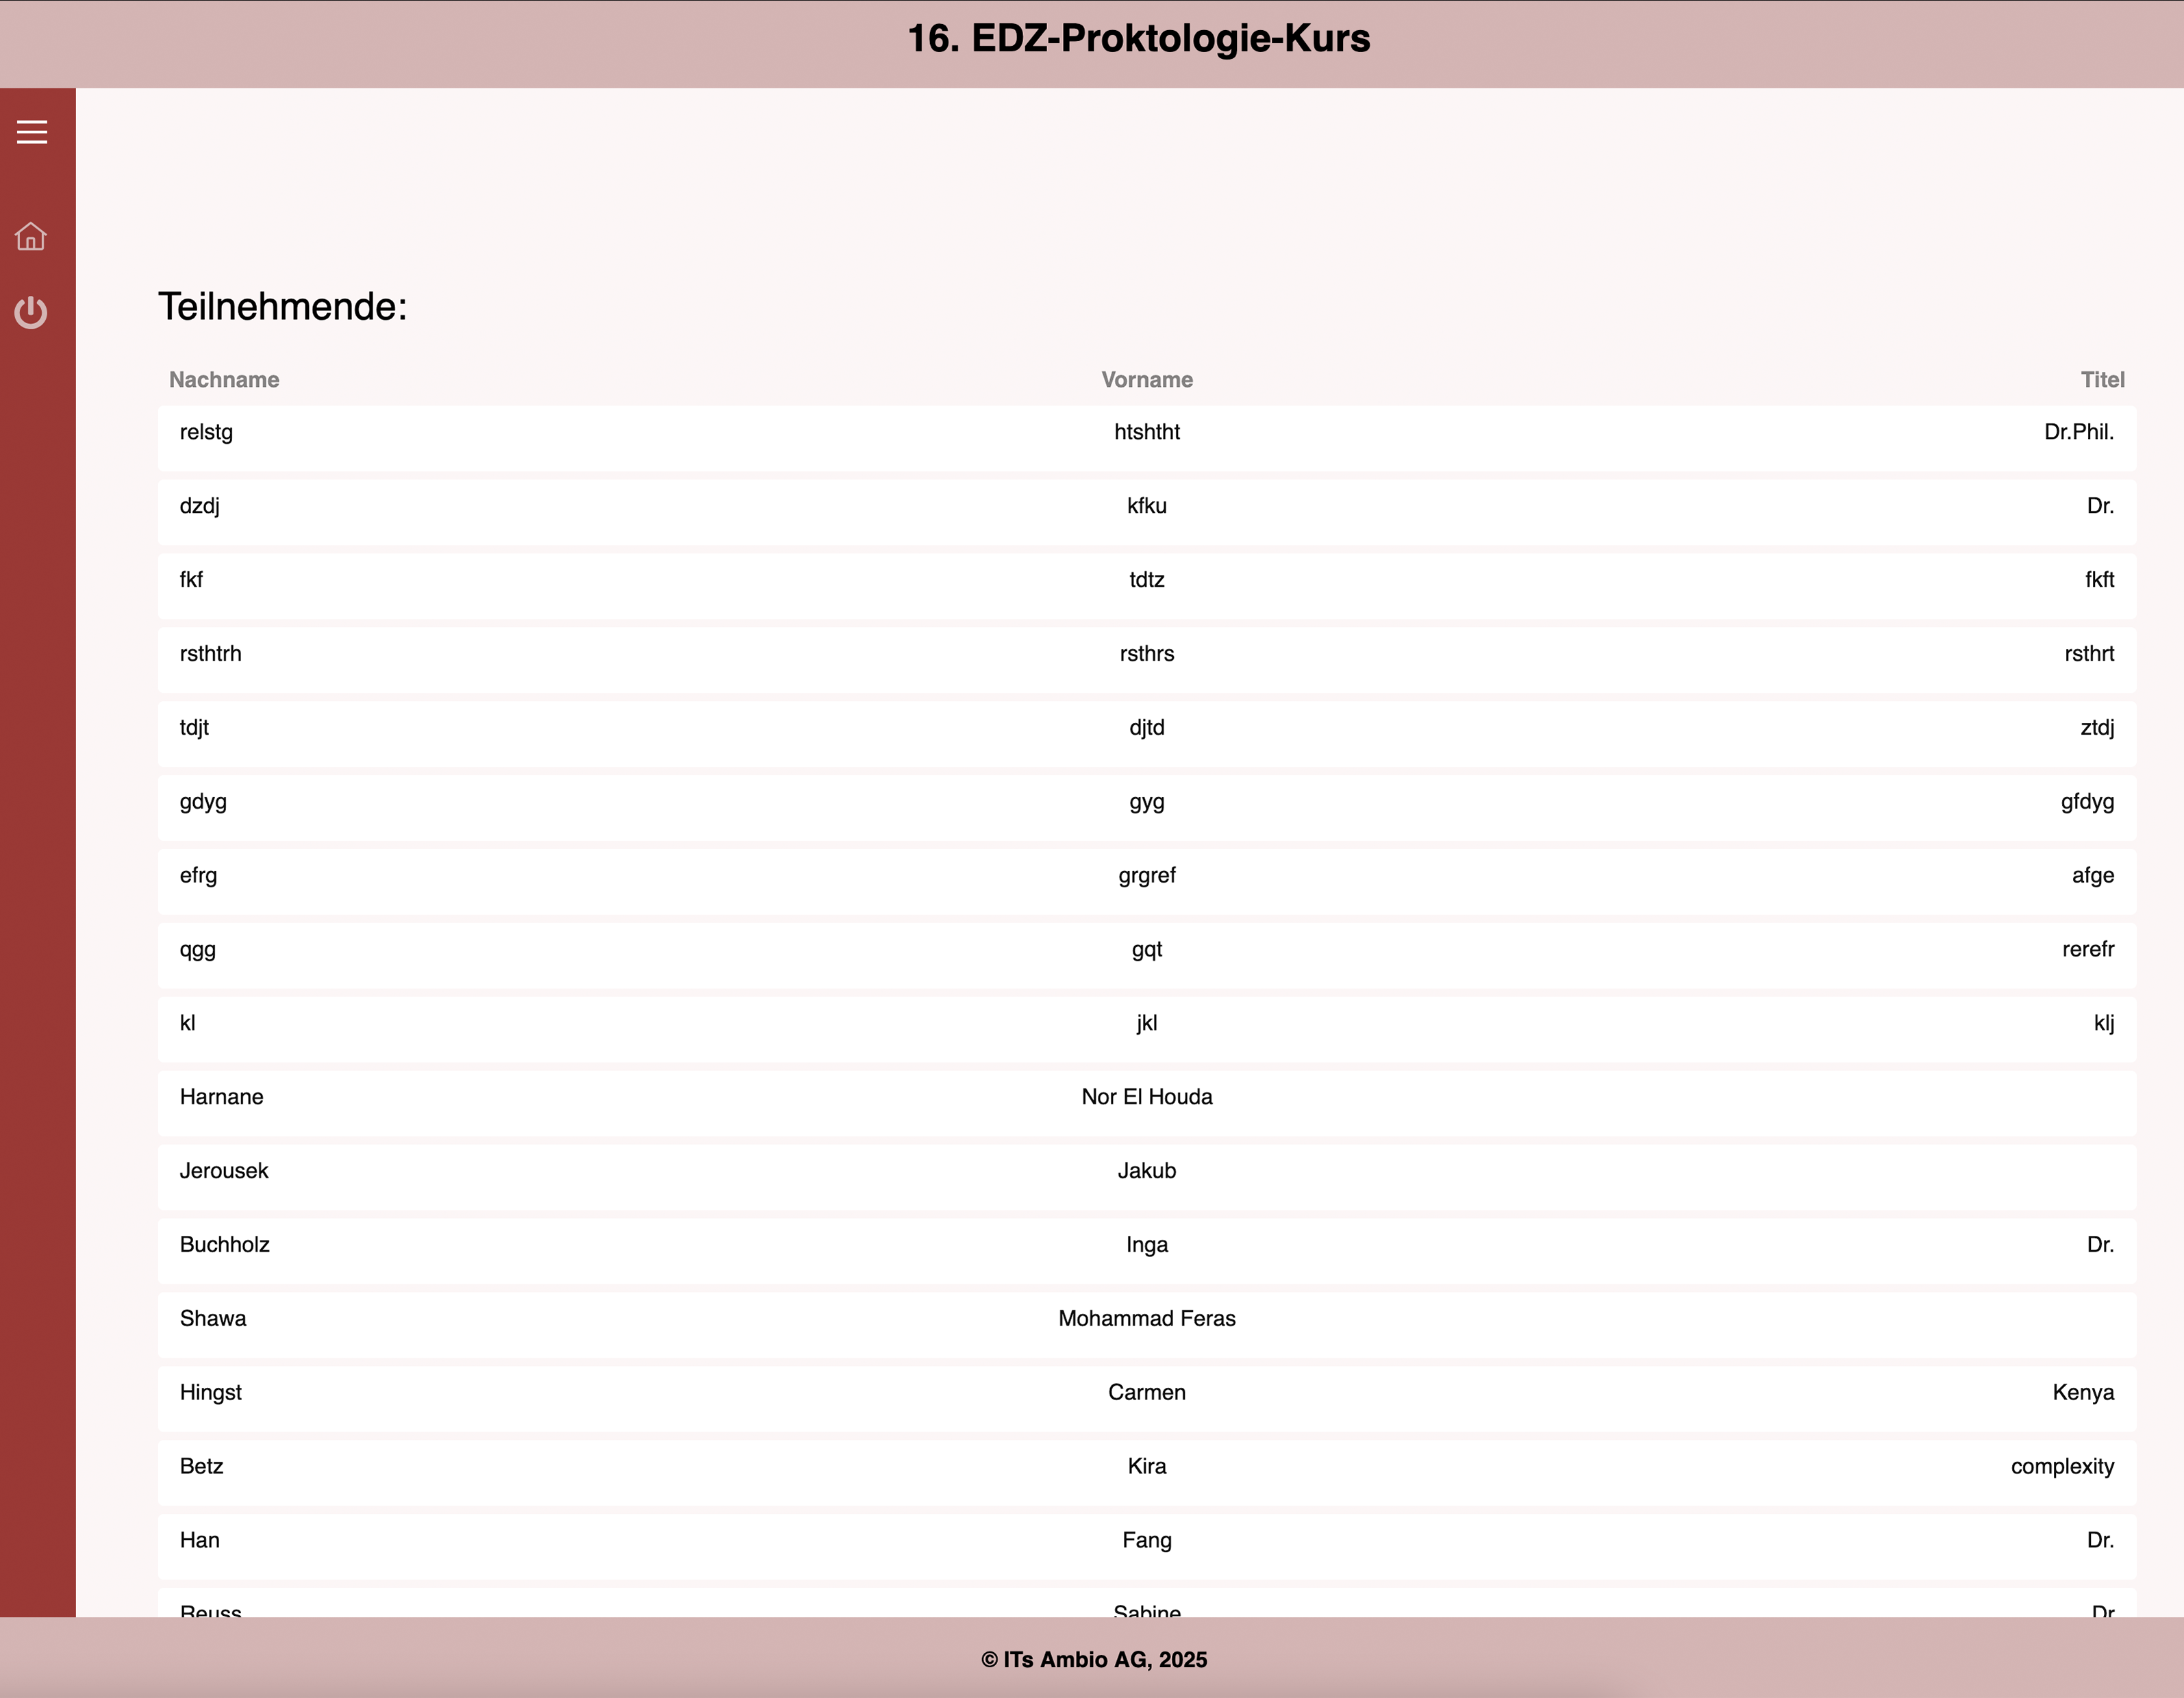 16. EDZ-Proktologie-Kurs
Teilnehmende:
Nachname Vorname Titel
relstg htshtht Dr.Phil.
dzdj kfku Dr.
fkf tdtz fkft
rsthtrh rsthrs rsthrt
tdjt djtd ztdj
gdyg gyg gfdyg
efrg grgref afge
qgg gqt rerefr
kl jkl klj
Harnane Nor El Houda
Jerousek Jakub
Buchholz Inga Dr.
Shawa Mohammad Feras
Hingst Carmen Kenya
Betz Kira complexity
Han Fang Dr.
Reuss Sabine Dr
© ITs Ambio AG, 2025